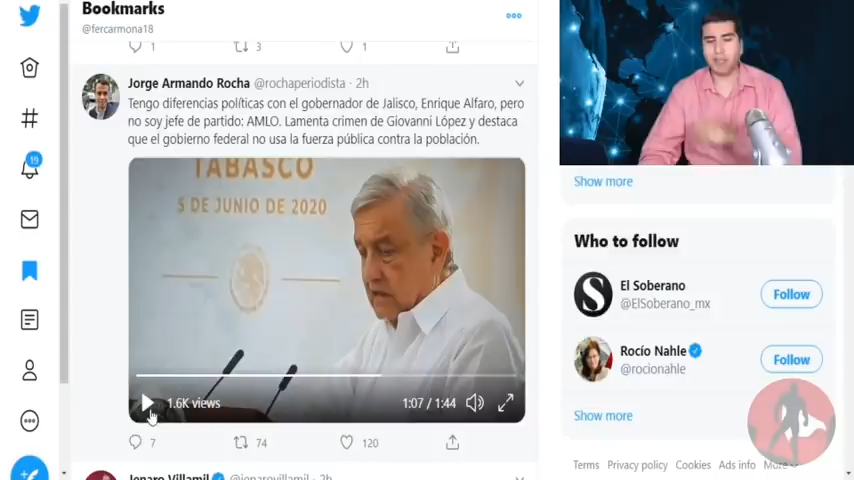 Bookmarks
@fercarmona18
1 3 1
Jorge Armando Rocha @rochaperiodista · 2h
Tengo diferencias políticas con el gobernador de Jalisco, Enrique Alfaro, pero
no soy jefe de partido: AMLO. Lamenta crimen de Giovanni López y destaca
que el gobierno federal no usa la fuerza pública contra la población.
TABASCO
5 DE JUNIO DE 2020
1.6K views
1:07 / 1:44
7 74 120
Jenaro Villamil @jenarovillamil · 2h
19
Show more
Who to follow
El Soberano
@ElSoberano_mx
Follow
S
Rocío Nahle
@rocionahle
Follow
Show more
Terms Privacy policy Cookies Ads info More